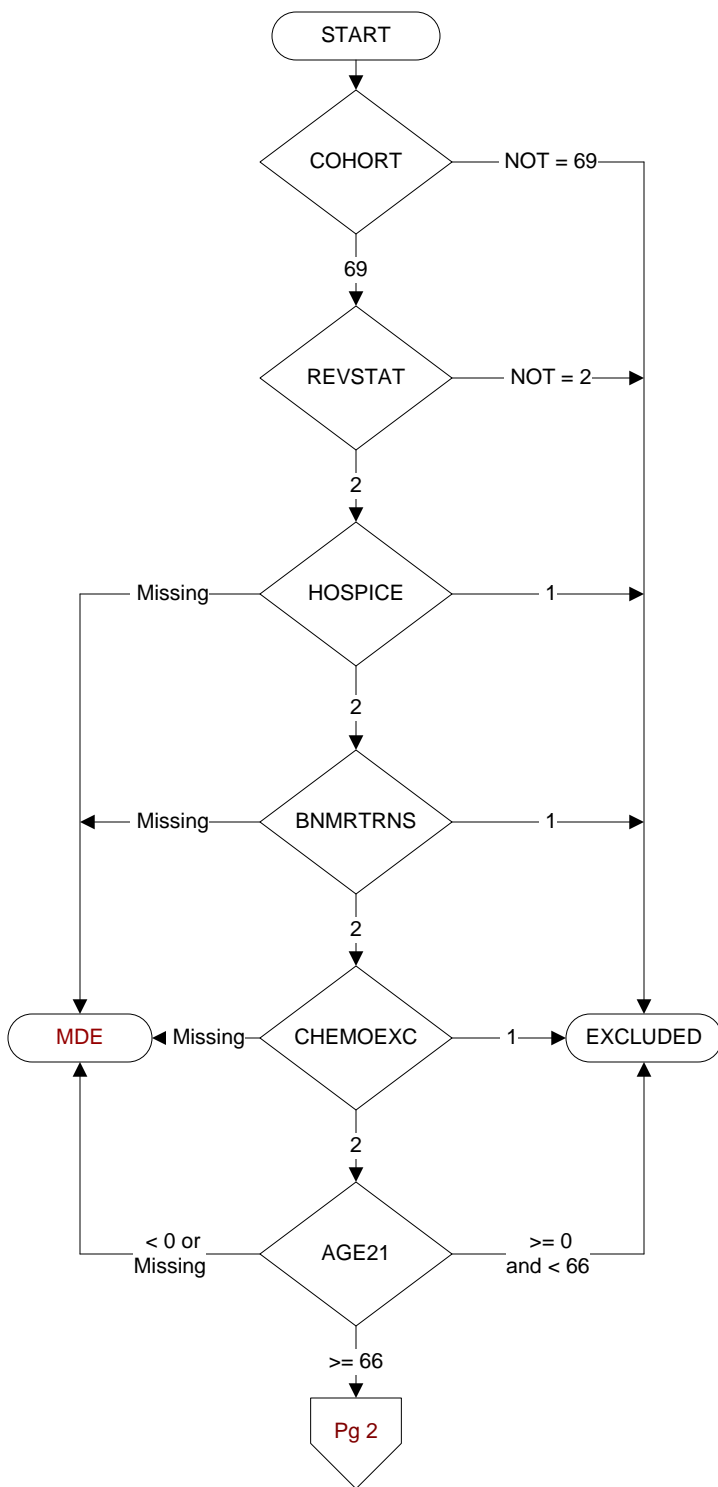 START
COHORT
NOT = 69
69
REVSTAT
NOT = 2
2
Missing
HOSPICE
1
2
Missing
BNMRTRNS
1
2
MDE
Missing
CHEMOEXC
1
EXCLUDED
2
< 0 or
Missing
AGE21
>= 0
and < 66
>= 66
Pg 2